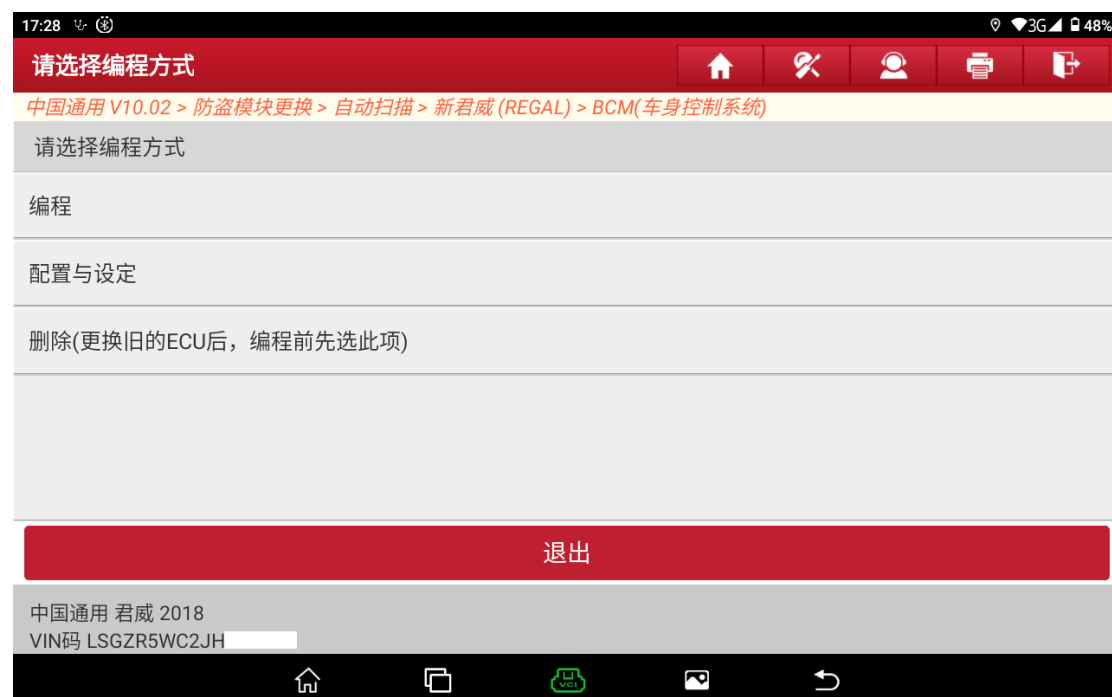 17:28 3G 48%
请选择编程方式
中国通用 V10.02 > 防盗模块更换 > 自动扫描 > 新君威 (REGAL) > BCM(车身控制系统)
请选择编程方式
编程
配置与设定
删除(更换旧的ECU后，编程前先选此项)
退出
中国通用 君威 2018
VIN码 LSGZR5WC2JH
VCI